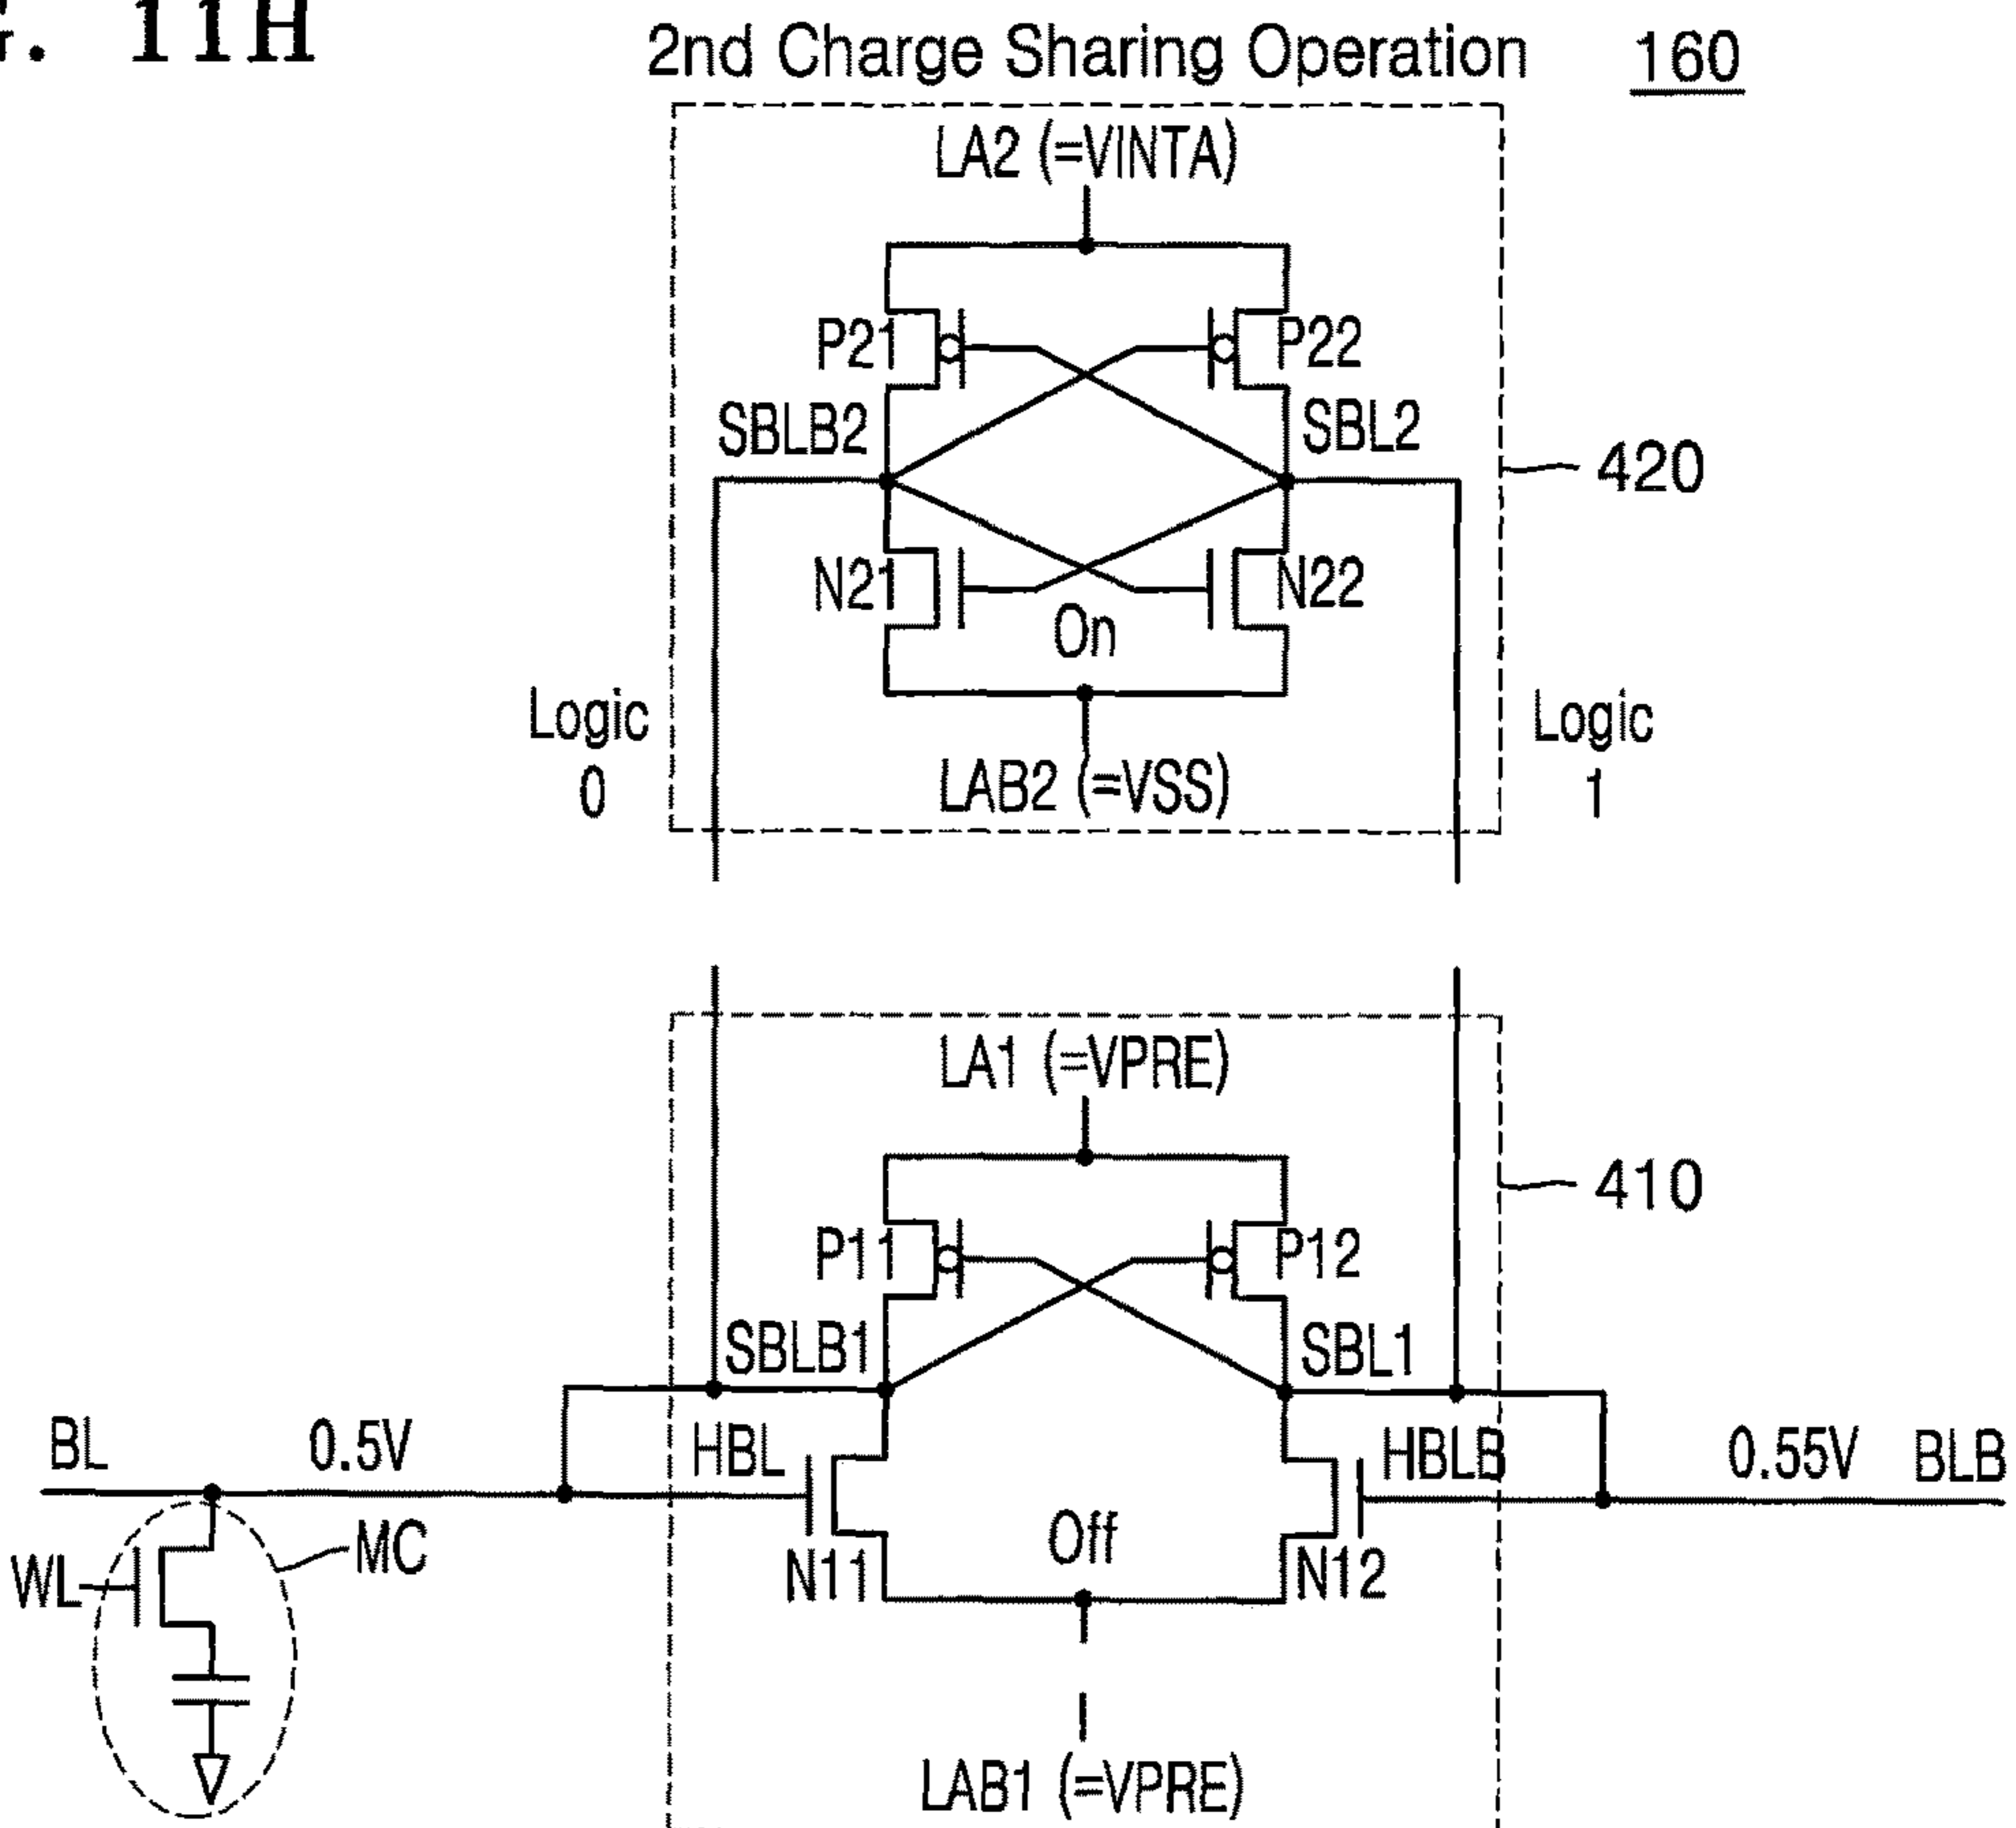 . 11H
2nd Charge Sharing Operation 160
LA2 (=VINTA)
P21 P22
SBLB2 SBL2
420
N21 N22
On
Logic
0
Logic
1
LAB2 (=VSS)
LA1 (=VPRE)
410
P11 P12
SBLB1 SBL1
BL 0.5V HBL HBLB 0.55V BLB
Off
MC
WL
N11 N12
LAB1 (=VPRE)